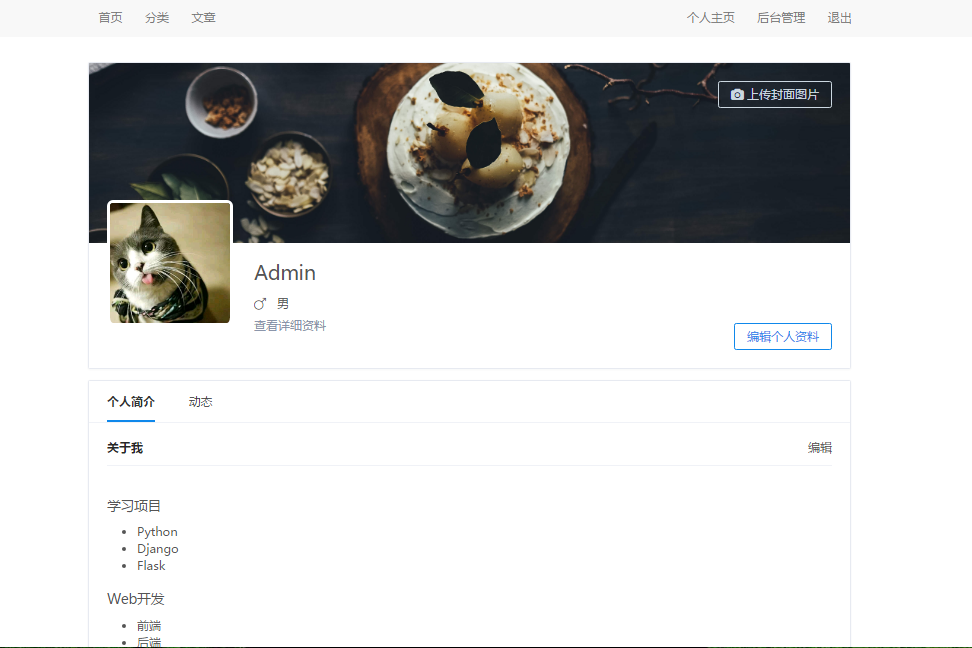 首页 分类 文章 个人主页 后台管理 退出
上传封面图片
Admin
男
查看详细资料
编辑个人资料
个人简介 动态
关于我 编辑
学习项目
Python
Django
Flask
Web开发
前端
后端